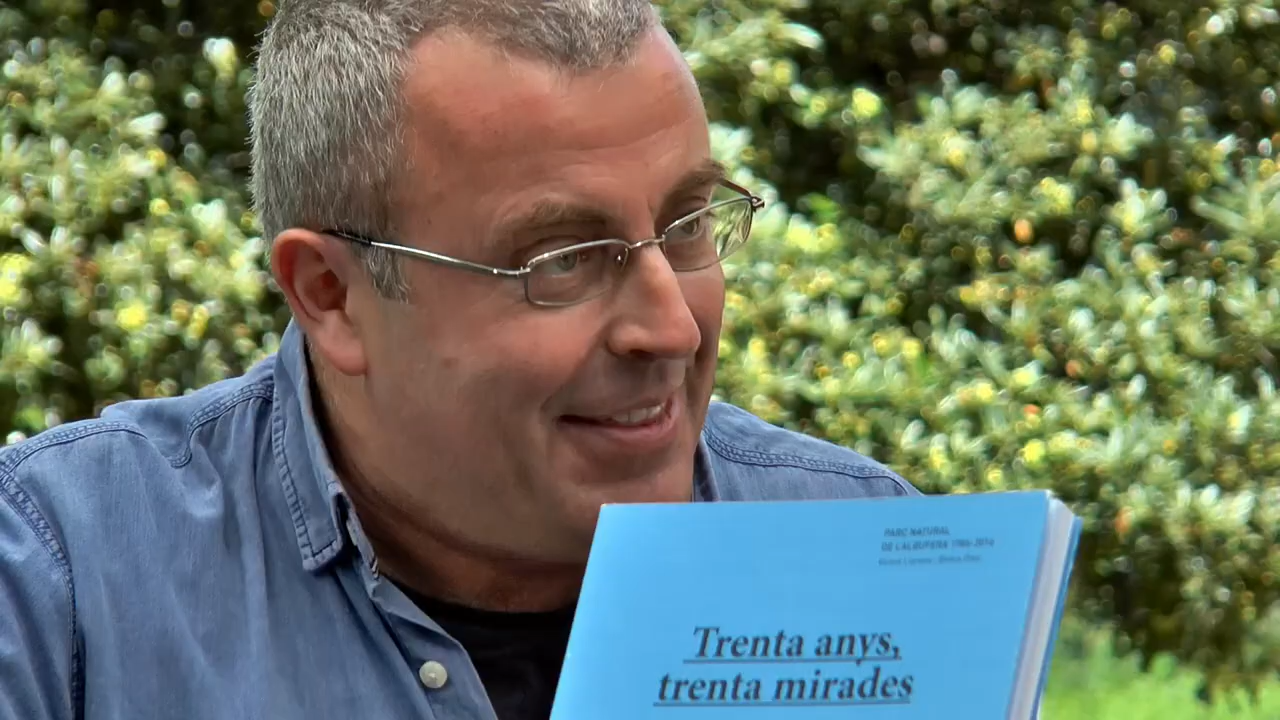 PARC NATURAL
DE L'ALBUFERA 1986-2016
Trenta anys,
trenta mirades